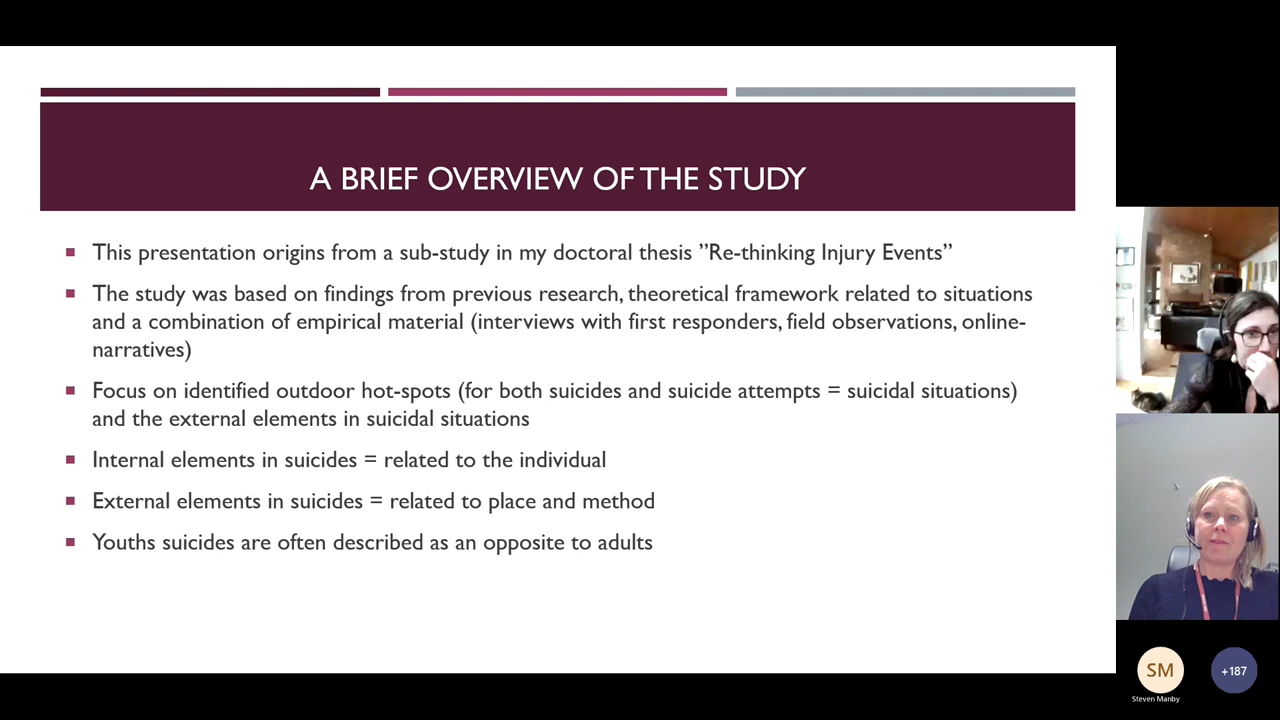 A BRIEF OVERVIEW OF THE STUDY
This presentation origins from a sub-study in my doctoral thesis ”Re-thinking Injury Events”
The study was based on findings from previous research, theoretical framework related to situations
and a combination of empirical material (interviews with first responders, field observations, online-
narratives)
Focus on identified outdoor hot-spots (for both suicides and suicide attempts = suicidal situations)
and the external elements in suicidal situations
Internal elements in suicides = related to the individual
External elements in suicides = related to place and method
Youths suicides are often described as an opposite to adults
SM
+187
Steven Manby